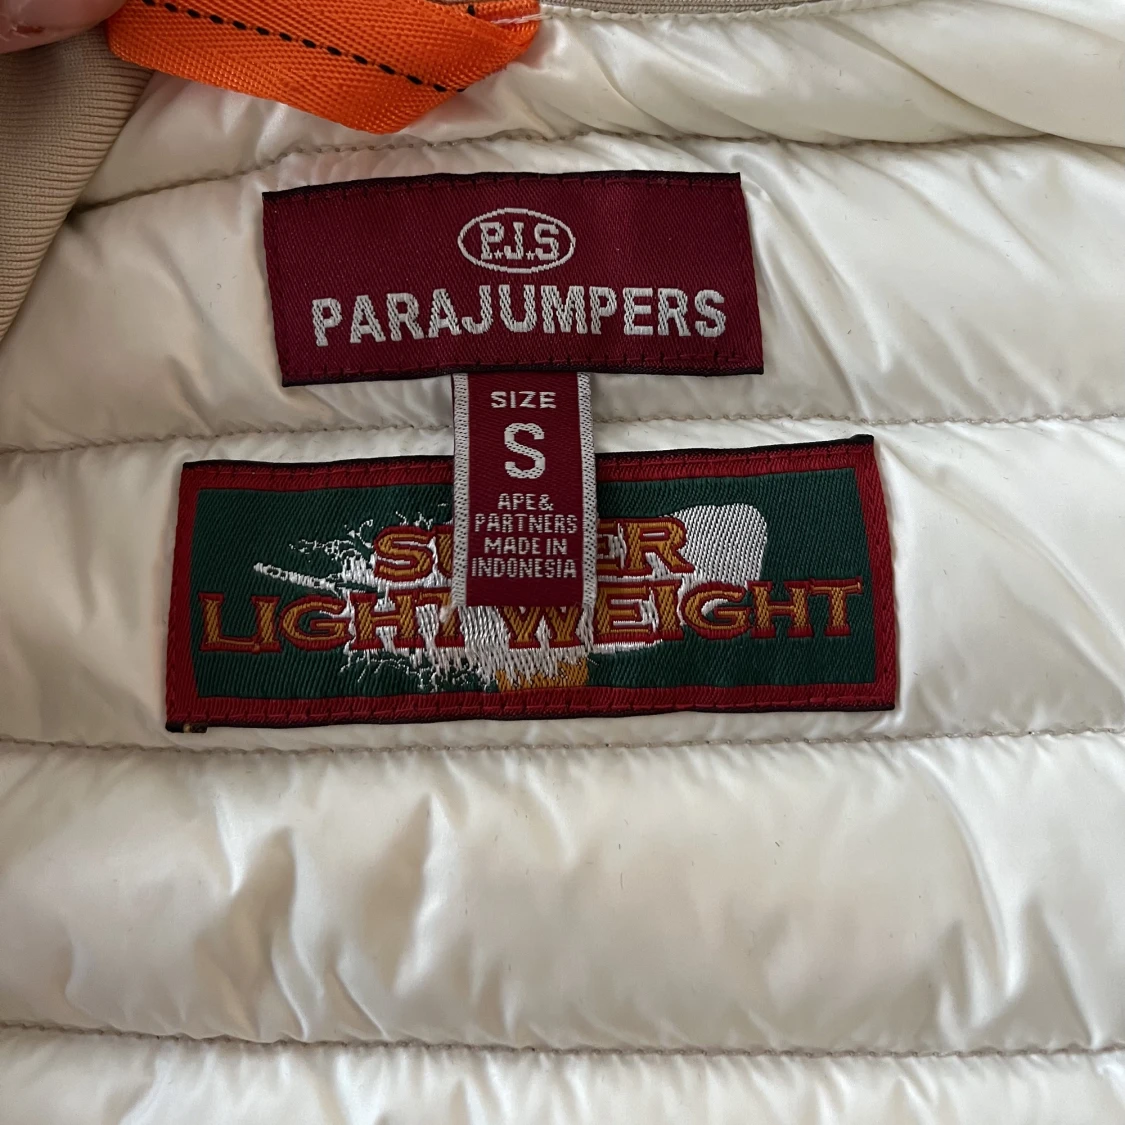 P.J.S
PARAJUMPERS
SIZE
S
APE&
PARTNERS
MADE IN
INDONESIA
LIGHTWEIGHT